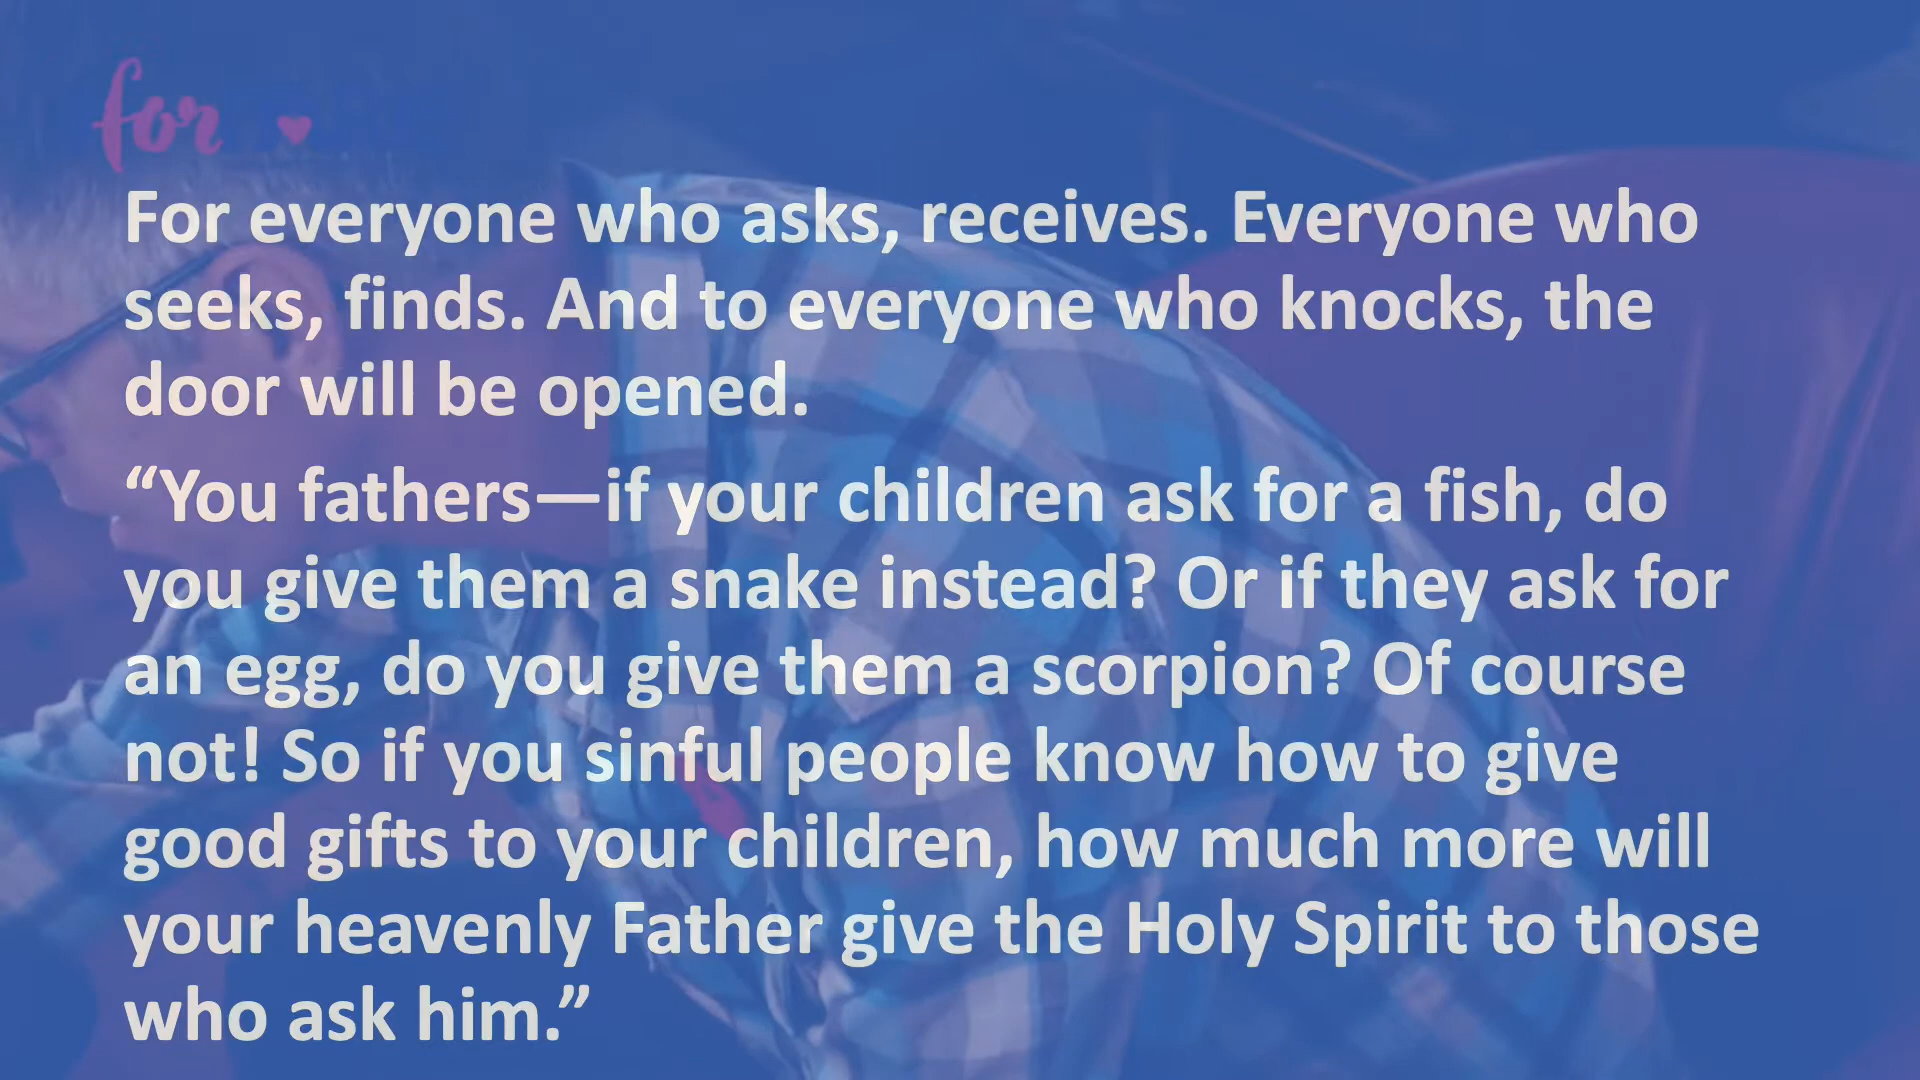 for ♥
For everyone who asks, receives. Everyone who
seeks, finds. And to everyone who knocks, the
door will be opened.
“You fathers—if your children ask for a fish, do
you give them a snake instead? Or if they ask for
an egg, do you give them a scorpion? Of course
not! So if you sinful people know how to give
good gifts to your children, how much more will
your heavenly Father give the Holy Spirit to those
who ask him.”